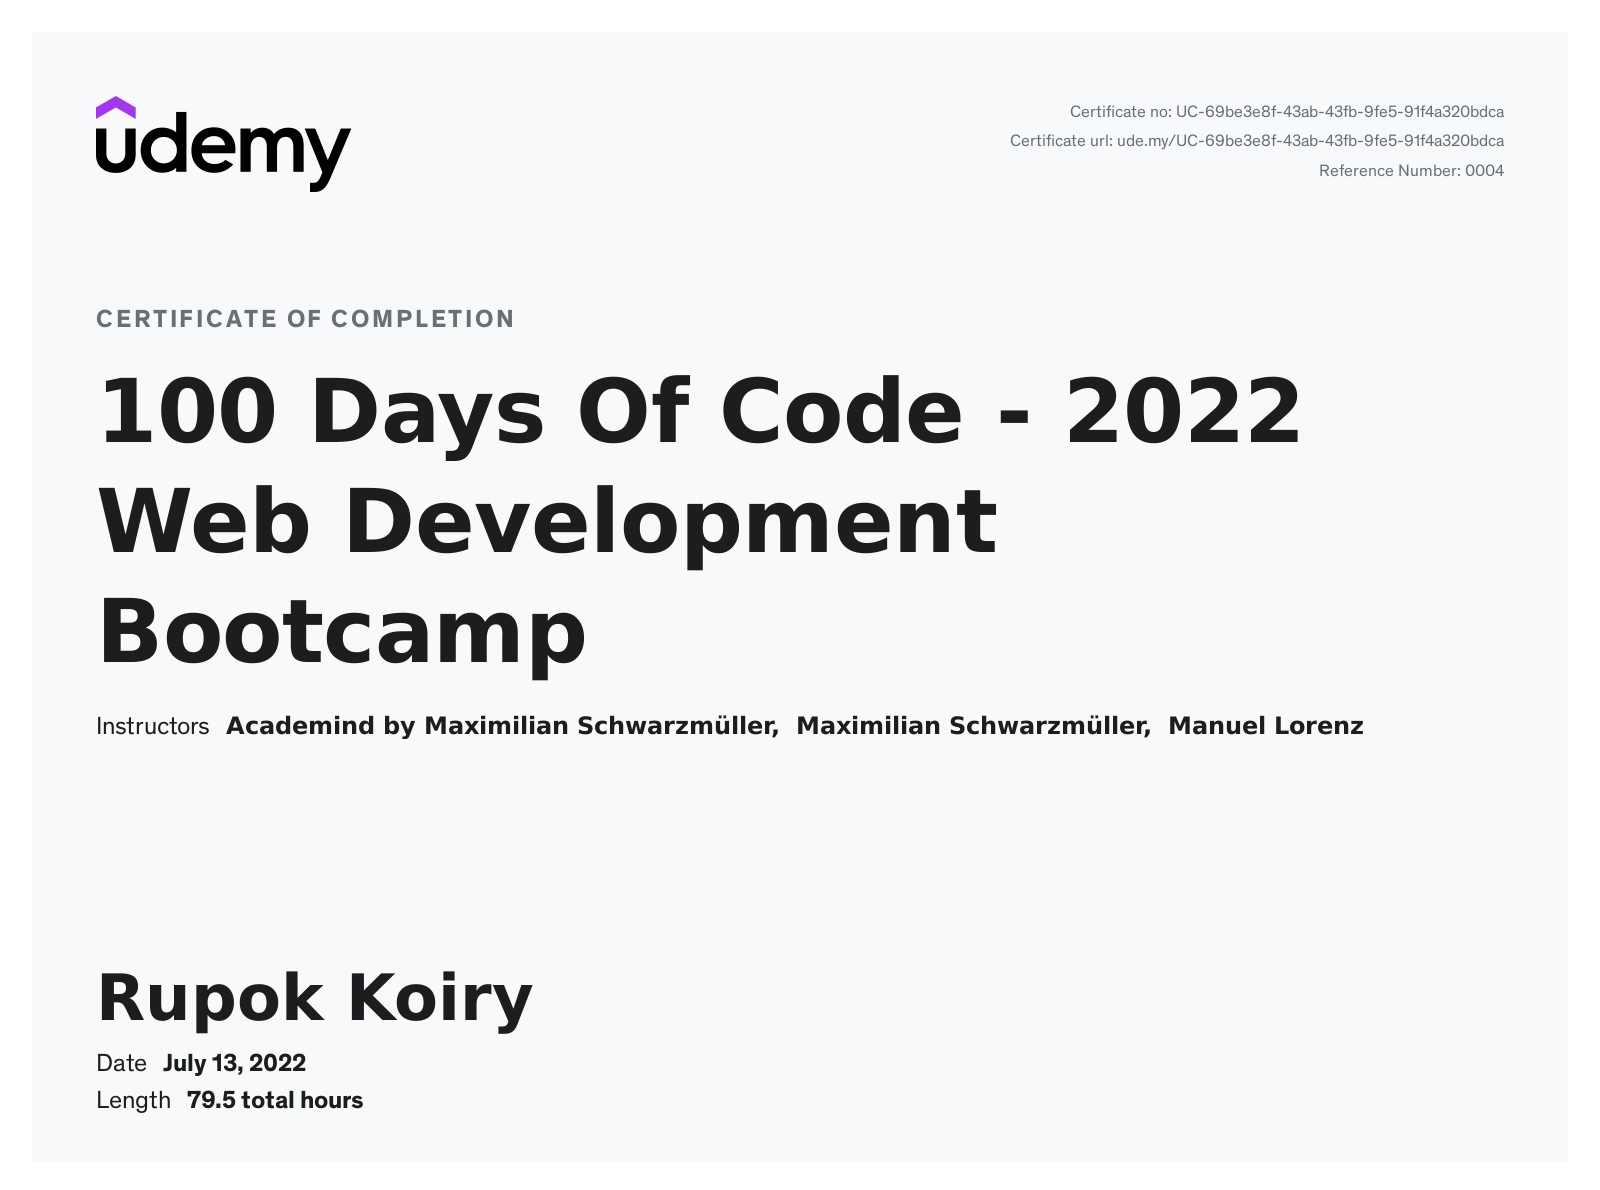 udemy
Certificate no: UC-69be3e8f-43ab-43fb-9fe5-91f4a320bdca
Certificate url: ude.my/UC-69be3e8f-43ab-43fb-9fe5-91f4a320bdca
Reference Number: 0004
CERTIFICATE OF COMPLETION
100 Days Of Code - 2022
Web Development
Bootcamp
Instructors Academind by Maximilian Schwarzmüller, Maximilian Schwarzmüller, Manuel Lorenz
Rupok Koiry
Date July 13, 2022
Length 79.5 total hours